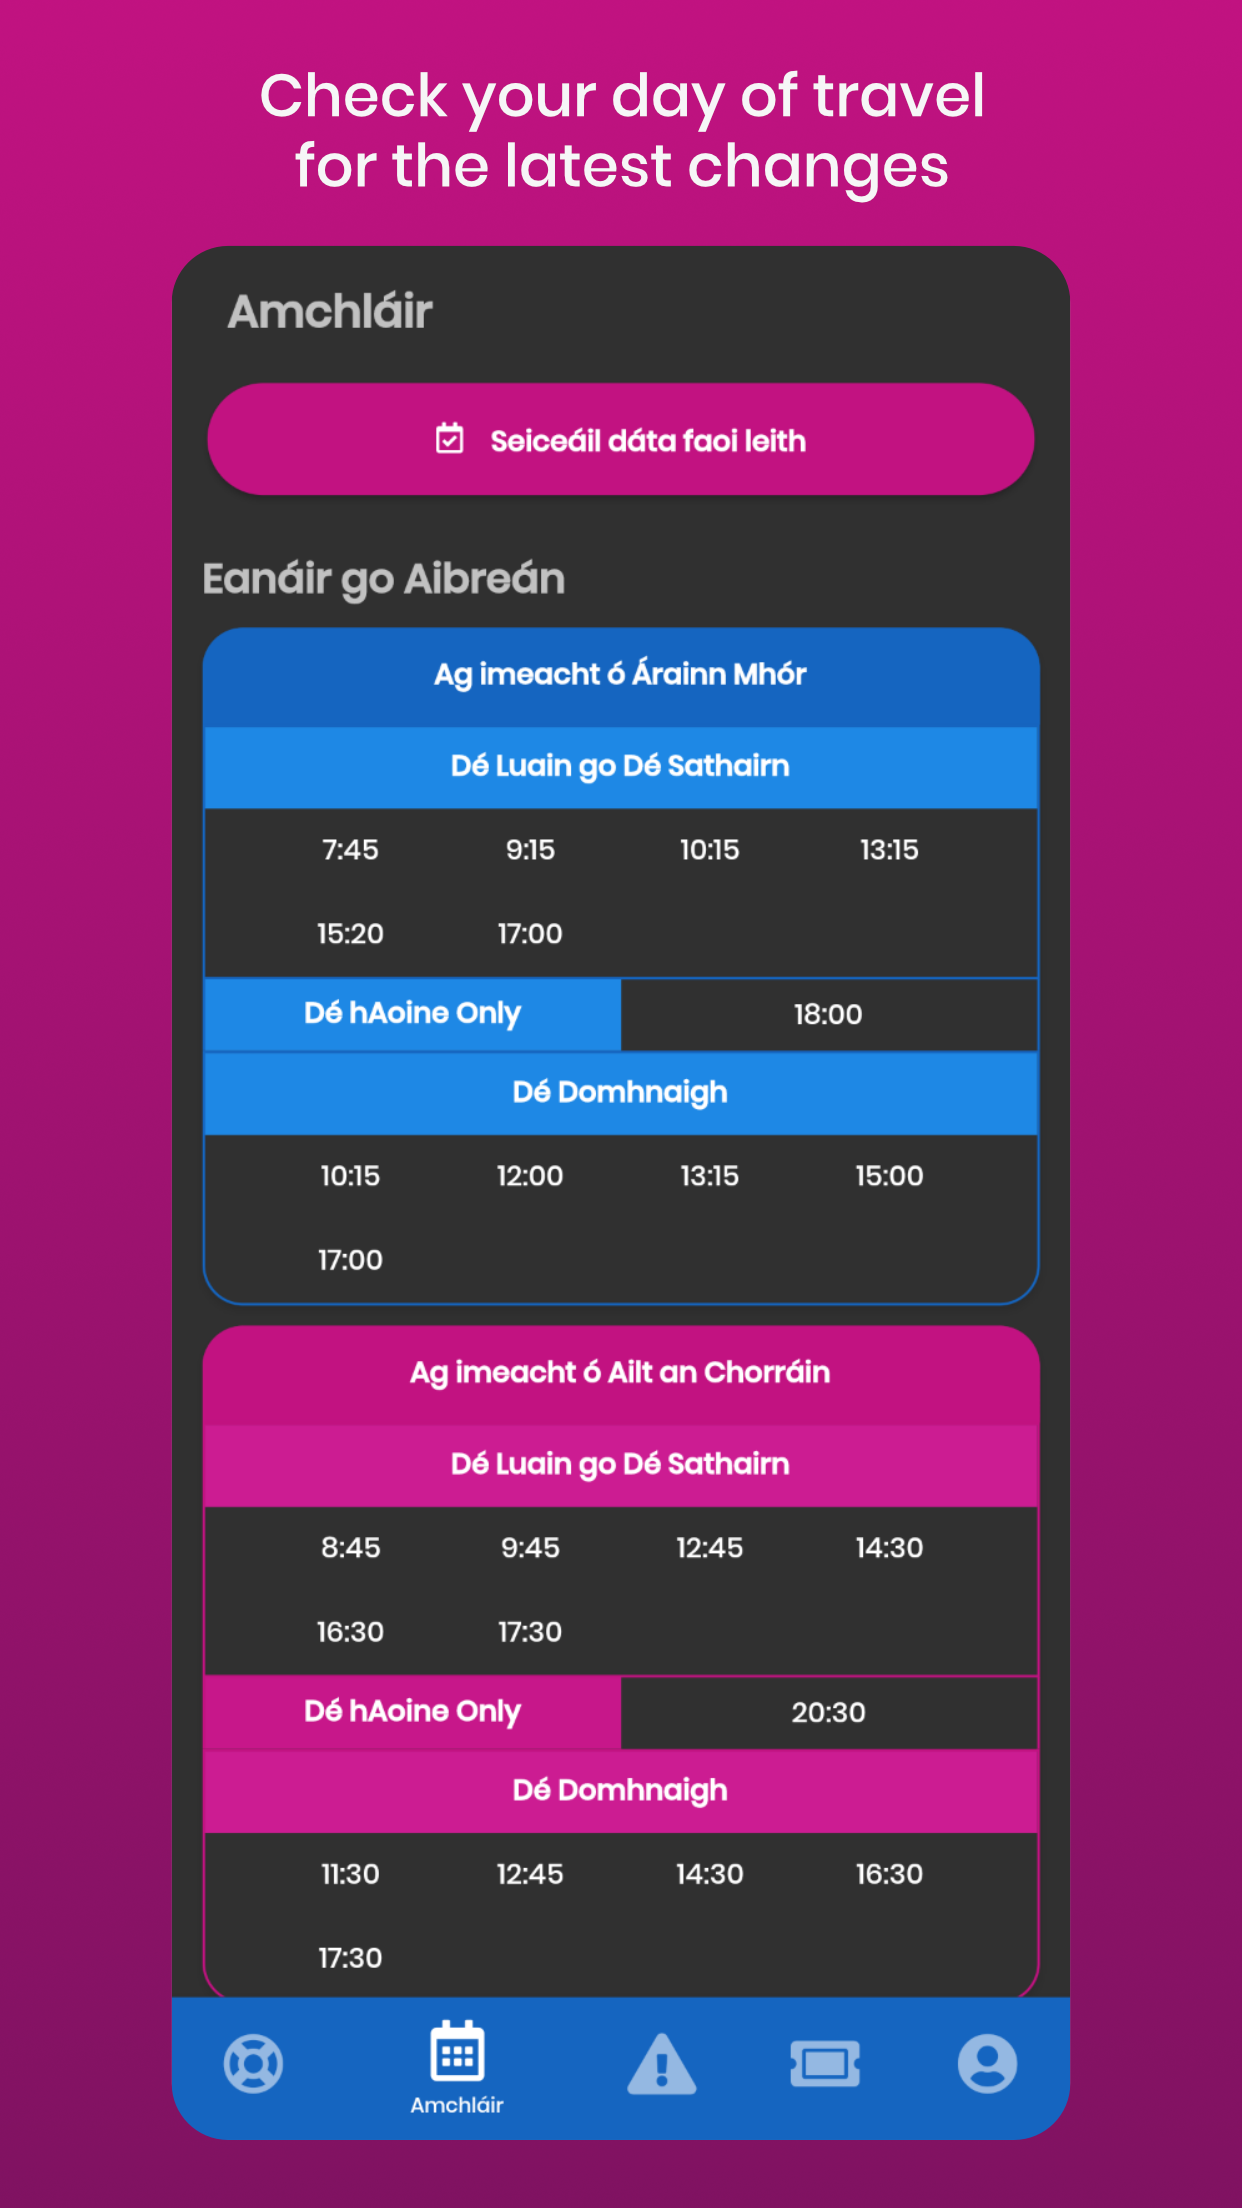 Check your day of travel
for the latest changes
Amchláir
Seiceáil dáta faoi leith
Eanáir go Aibreán
Ag imeacht ó Árainn Mhór
Dé Luain go Dé Sathairn
7:45 9:15 10:15 13:15
15:20 17:00
Dé hAoine Only 18:00
Dé Domhnaigh
10:15 12:00 13:15 15:00
17:00
Ag imeacht ó Ailt an Chorráin
Dé Luain go Dé Sathairn
8:45 9:45 12:45 14:30
16:30 17:30
Dé hAoine Only 20:30
Dé Domhnaigh
11:30 12:45 14:30 16:30
17:30
Amchláir